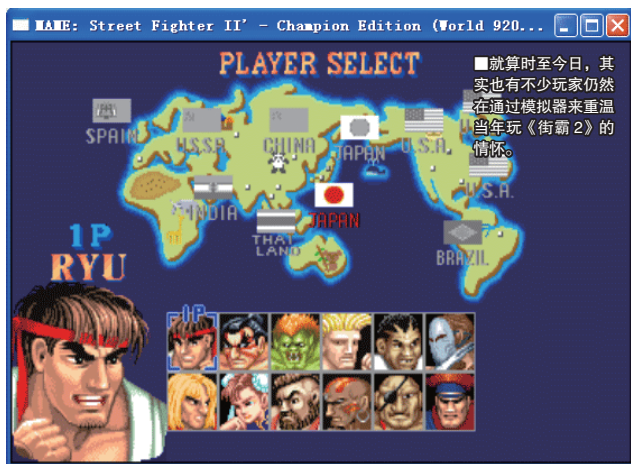 MAME: Street Fighter II' - Champion Edition (World 920...
PLAYER SELECT
■就算时至今日，其
实也有不少玩家仍然
在通过模拟器来重温
当年玩《街霸2》的
情怀。
SPAIN
U.S.S.R
CHINA
JAPAN
U.S.A.
U.S.A.
INDIA
JAPAN
THAI
LAND
BRAZIL
1P
RYU
1P